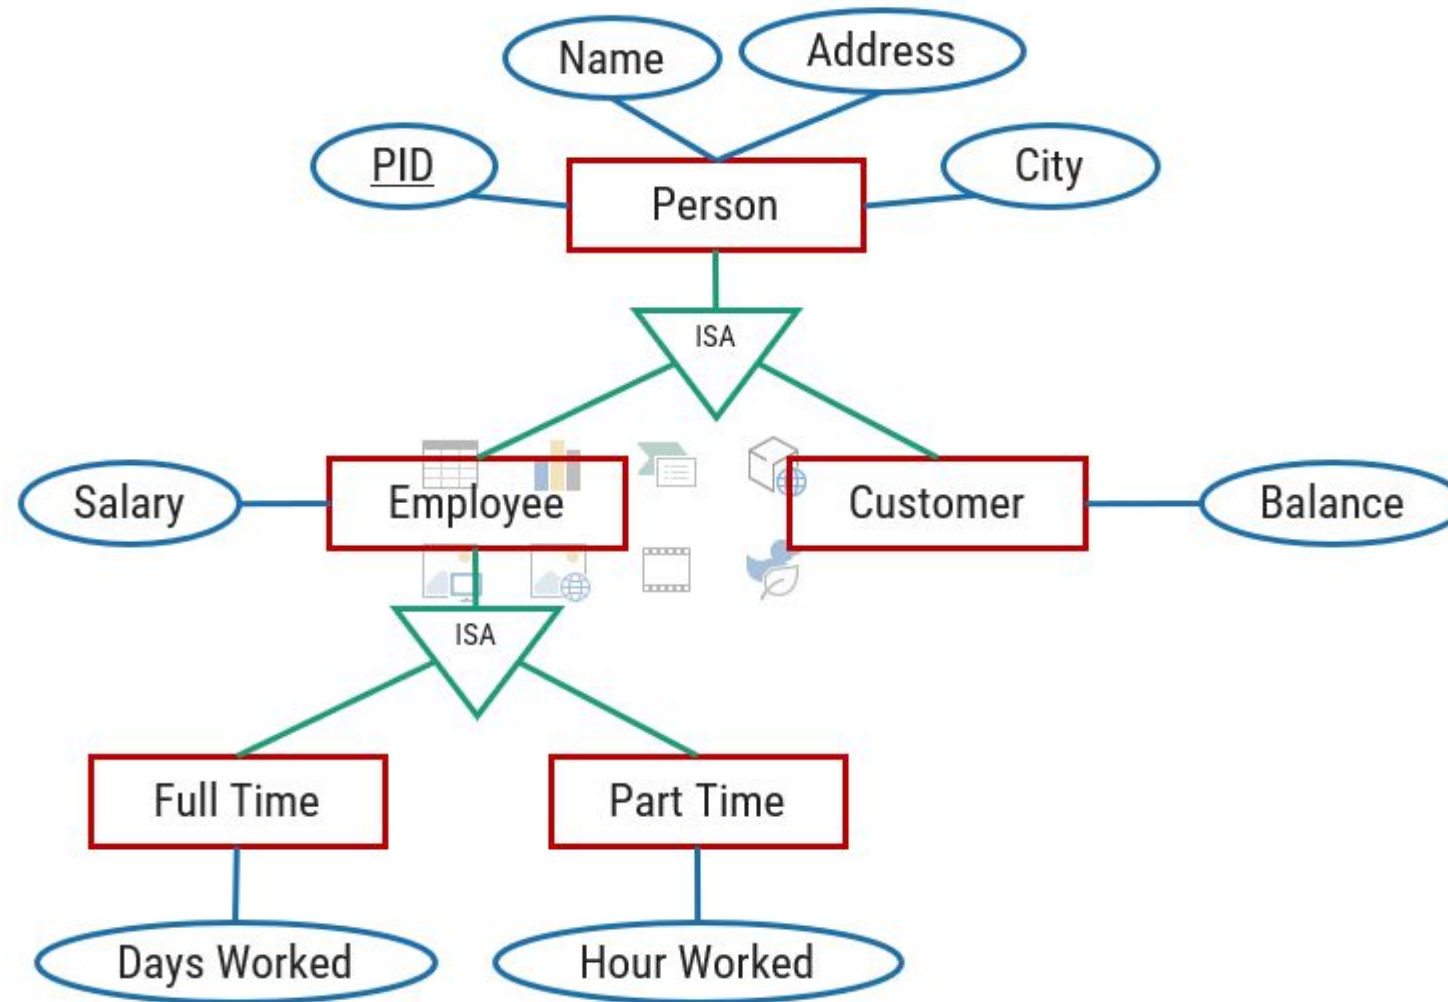 Name
Address
PID
City
Person
ISA
Salary
Employee
Customer
Balance
ISA
Full Time
Part Time
Days Worked
Hour Worked